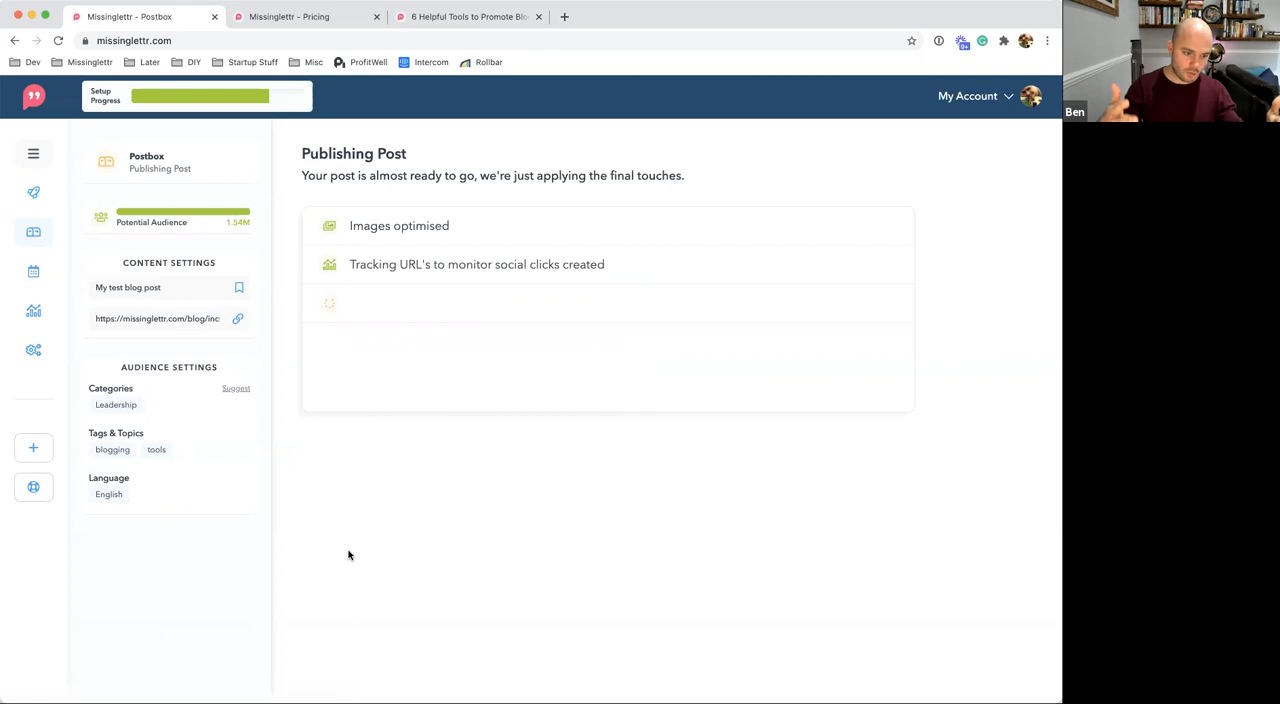 Missinglettr - Postbox
Missinglettr – Pricing
6 Helpful Tools to Promote Blo
missinglettr.com
9+
Dev
Missinglettr
Later
DIY
Startup Stuff
Misc
ProfitWell
Intercom
Rollbar
Setup
Progress
My Account
Ben
Postbox
Publishing Post
Potential Audience 1.54M
CONTENT SETTINGS
My test blog post
https://missinglettr.com/blog/inc
AUDIENCE SETTINGS
Categories Suggest
Leadership
Tags & Topics
blogging tools
Language
English
Publishing Post
Your post is almost ready to go, we're just applying the final touches.
Images optimised
Tracking URL's to monitor social clicks created